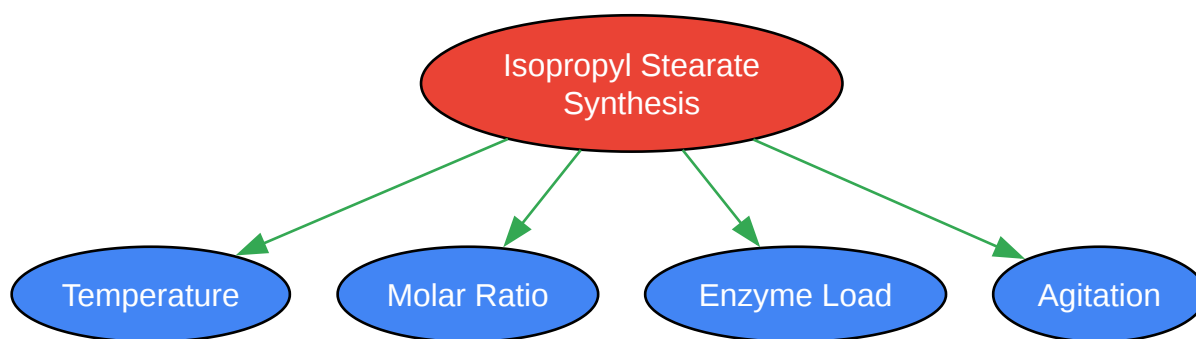 Isopropyl Stearate
Synthesis
Temperature
Molar Ratio
Enzyme Load
Agitation